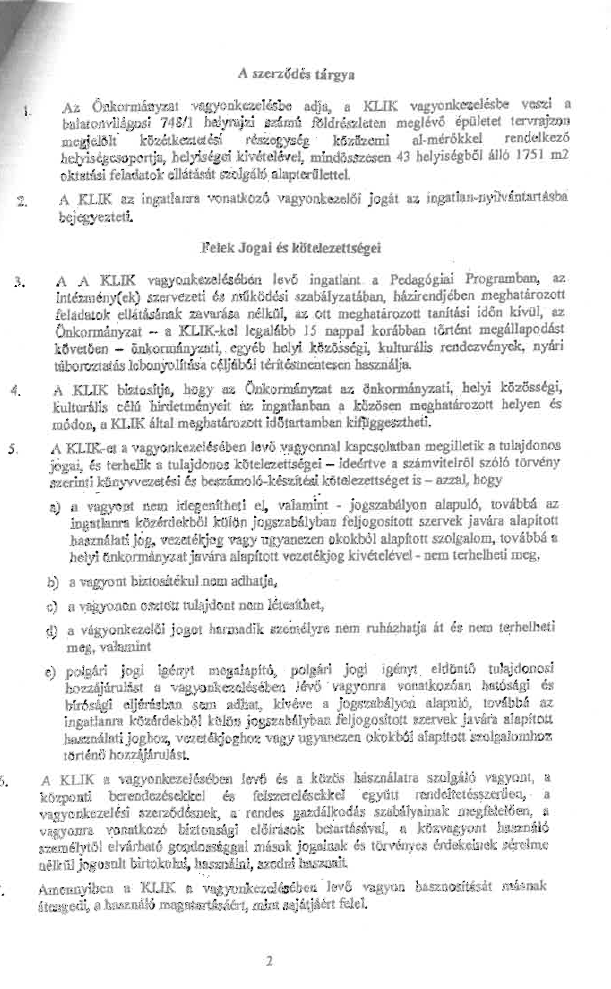 A szerződés tárgya
1. Az Önkormányzat vagyonkezelésbe adja, a KLIK vagyonkezelésbe veszi a
balatonvilágosi 748/1 helyrajzi számú földrészleten meglévő épületet tervrajzon
megjelölt közétkeztetési részegység közüzemi al-mérőkkel rendelkező
helyiségcsoportja, helyiségei kivételével, mindösszesen 43 helyiségből álló 1751 m2
oktatási feladatok ellátását szolgáló alapterülettel.
2. A KLIK az ingatlanra vonatkozó vagyonkezelői jogát az ingatlan-nyilvántartásba
bejegyezteti.
Felek Jogai és kötelezettségei
3. A A KLIK vagyonkezelésében levő ingatlant a Pedagógiai Programban, az
intézmény(ek) szervezeti és működési szabályzatában, házirendjében meghatározott
feladatok ellátásának zavarása nélkül, az ott meghatározott tanítási időn kívül, az
Önkormányzat – a KLIK-kel legalább 15 nappal korábban történt megállapodást
követően – önkormányzati, egyéb helyi közösségi, kulturális rendezvények, nyári
táboroztatás lebonyolítása céljából térítésmentesen használja.
4. A KLIK biztosítja, hogy az Önkormányzat az önkormányzati, helyi közösségi,
kulturális célú hirdetményeit az ingatlanban a közösen meghatározott helyen és
módon, a KLIK által meghatározott időtartamban kifüggesztheti.
5. A KLIK-et a vagyonkezelésében levő vagyonnal kapcsolatban megilletik a tulajdonos
jogai, és terhelik a tulajdonos kötelezettségei – ideértve a számvitelről szóló törvény
szerinti könyvvezetési és beszámoló-készítési kötelezettséget is – azzal, hogy
a) a vagyont nem idegenítheti el, valamint - jogszabályon alapuló, továbbá az
ingatlanra közérdekből külön jogszabályban feljogosított szervek javára alapított
használati jog, vezetékjog vagy ugyanezen okokból alapított szolgalom, továbbá a
helyi önkormányzat javára alapított vezetékjog kivételével - nem terhelheti meg,
b) a vagyont biztosítékul nem adhatja,
c) a vagyonon osztott tulajdont nem létesíthet,
d) a vágyonkezelői jogot harmadik személyre nem ruházhatja át és nem terhelheti
meg, valamint
e) polgári jogi igényt megalapító, polgári jogi igényt eldöntő tulajdonosi
hozzájárulást a vagyonkezelésében lévő vagyonra vonatkozóan hatósági és
bírósági eljárásban sem adhat, kivéve a jogszabályon alapuló, továbbá az
ingatlanra közérdekből külön jogszabályban feljogosított szervek javára alapított
használati joghoz, vezetékjoghoz vagy ugyanezen okokból alapított szolgalomhoz
történő hozzájárulást.
6. A KLIK a vagyonkezelésében levő és a közös használatra szolgáló vagyont, a
központi berendezésekkel és felszerelésekkel együtt rendeltetésszerűen, a
vagyonkezelési szerződésnek, a rendes gazdálkodás szabályainak megfelelően, a
vagyonra vonatkozó biztonsági előírások betartásával, a közvagyont használó
személytől elvárható gondossággal mások jogainak és törvényes érdekeinek sérelme
nélkül jogosult birtokolni, használni, szedni hasznait.
. Amennyiben a KLIK a vagyonkezelésében levő vagyon hasznosítását másnak
átengedi, a használó magatartásáért, mint sajátjáért felel.
2